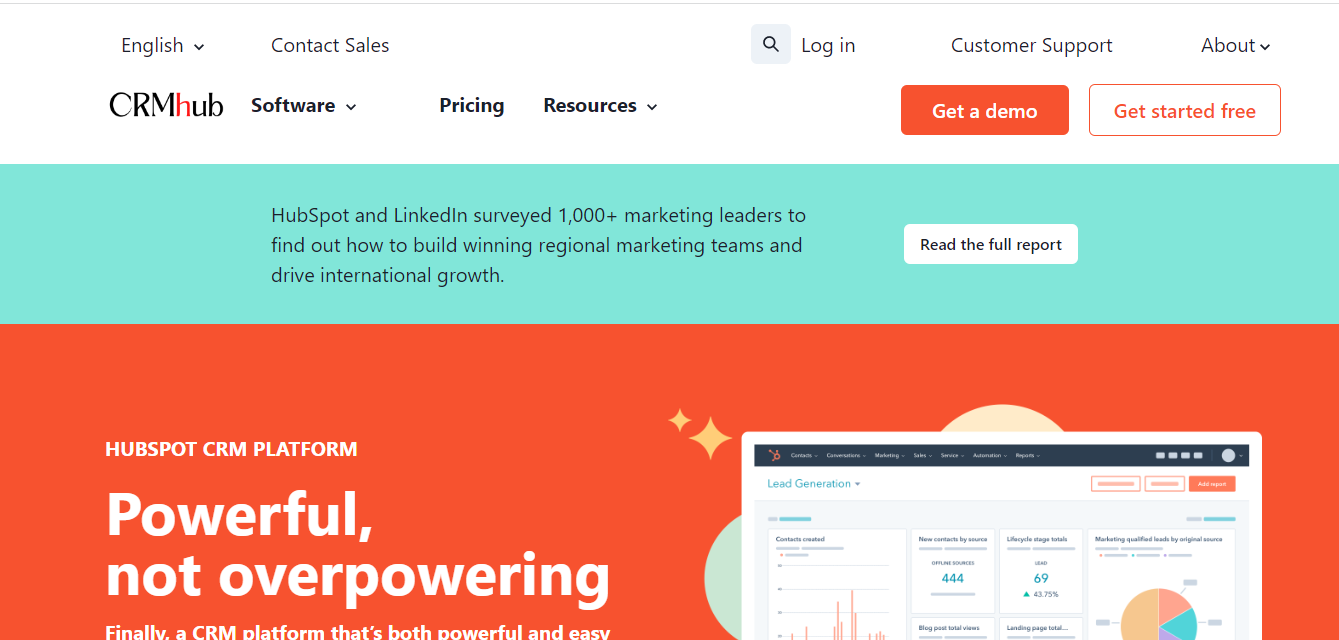 English
Contact Sales
Log in
Customer Support
About
CRMhub
Software
Pricing
Resources
Get a demo
Get started free
HubSpot and LinkedIn surveyed 1,000+ marketing leaders to
find out how to build winning regional marketing teams and
drive international growth.
Read the full report
HUBSPOT CRM PLATFORM
Powerful,
not overpowering
Finally, a CRM platform that's both powerful and easy
Contacts
Conversations
Marketing
Sales
Service
Automation
Reports
Lead Generation
Add report
Contacts created
New contacts by source
OFFLINE SOURCES
444
Lifecycle stage totals
LEAD
69
▲ 43.75%
Marketing qualified leads by original source
Blog post total views
Landing page total...